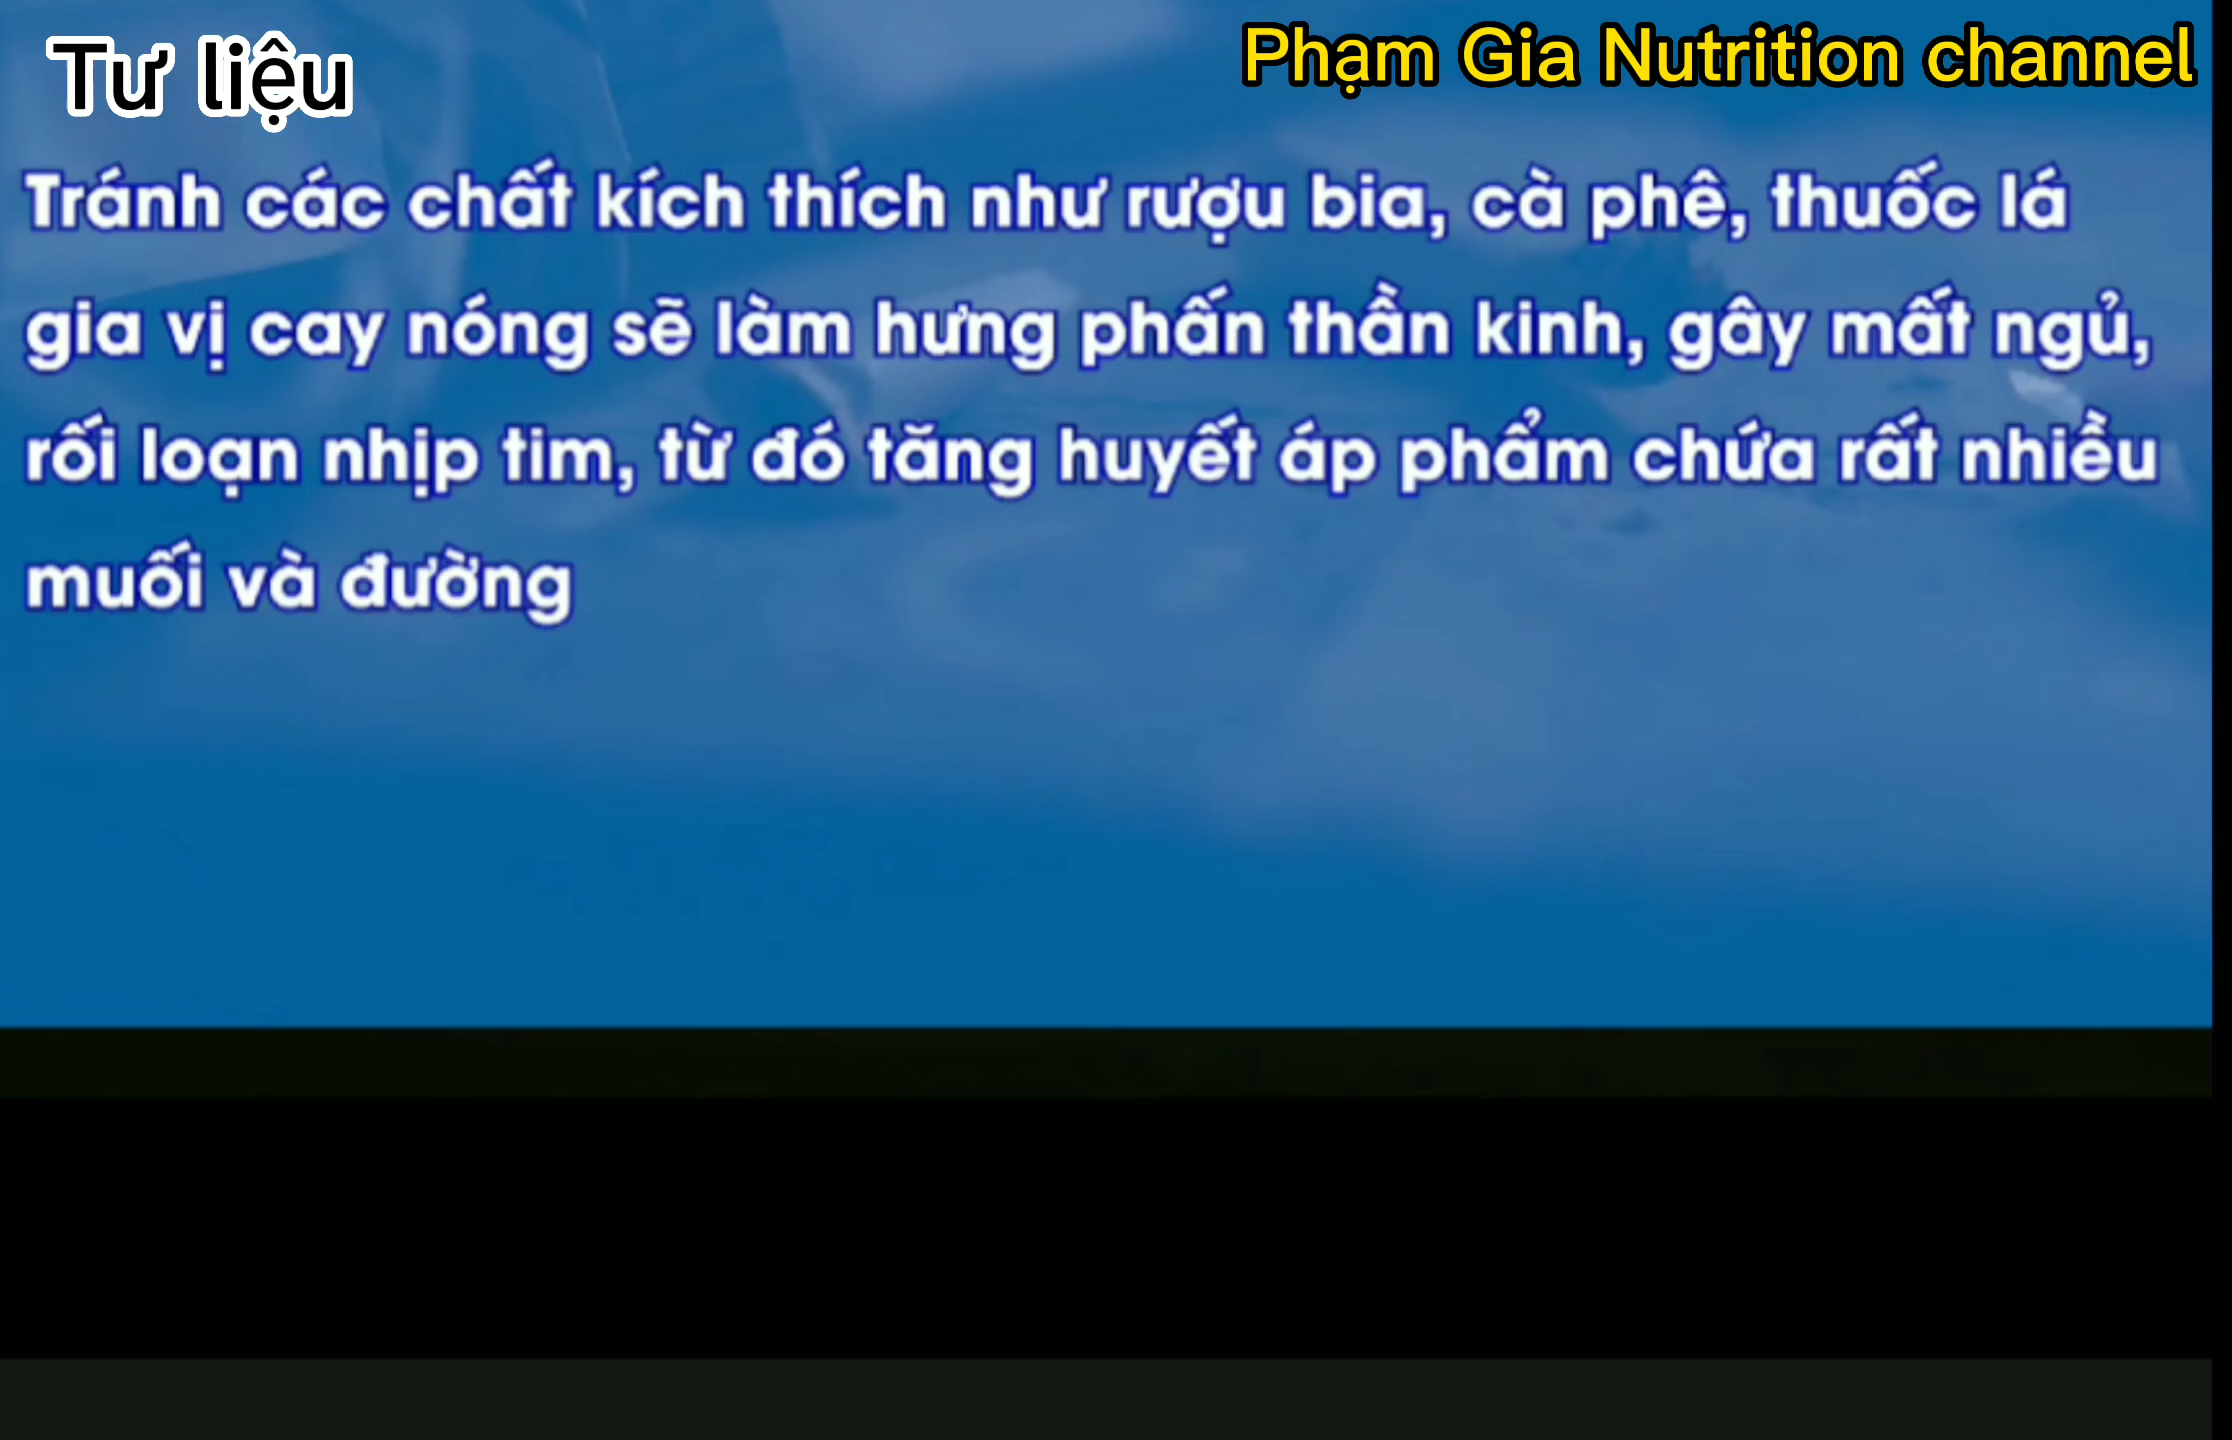 Tư liệu
Phạm Gia Nutrition channel
Tránh các chất kích thích như rượu bia, cà phê, thuốc lá
gia vị cay nóng sẽ làm hưng phấn thần kinh, gây mất ngủ,
rối loạn nhịp tim, từ đó tăng huyết áp phẩm chứa rất nhiều
muối và đường